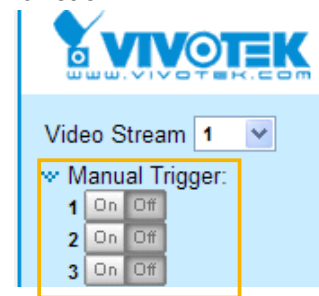 VIVOTEK
www.vivotek.com
Video Stream 1
Manual Trigger:
1 On Off
2 On Off
3 On Off